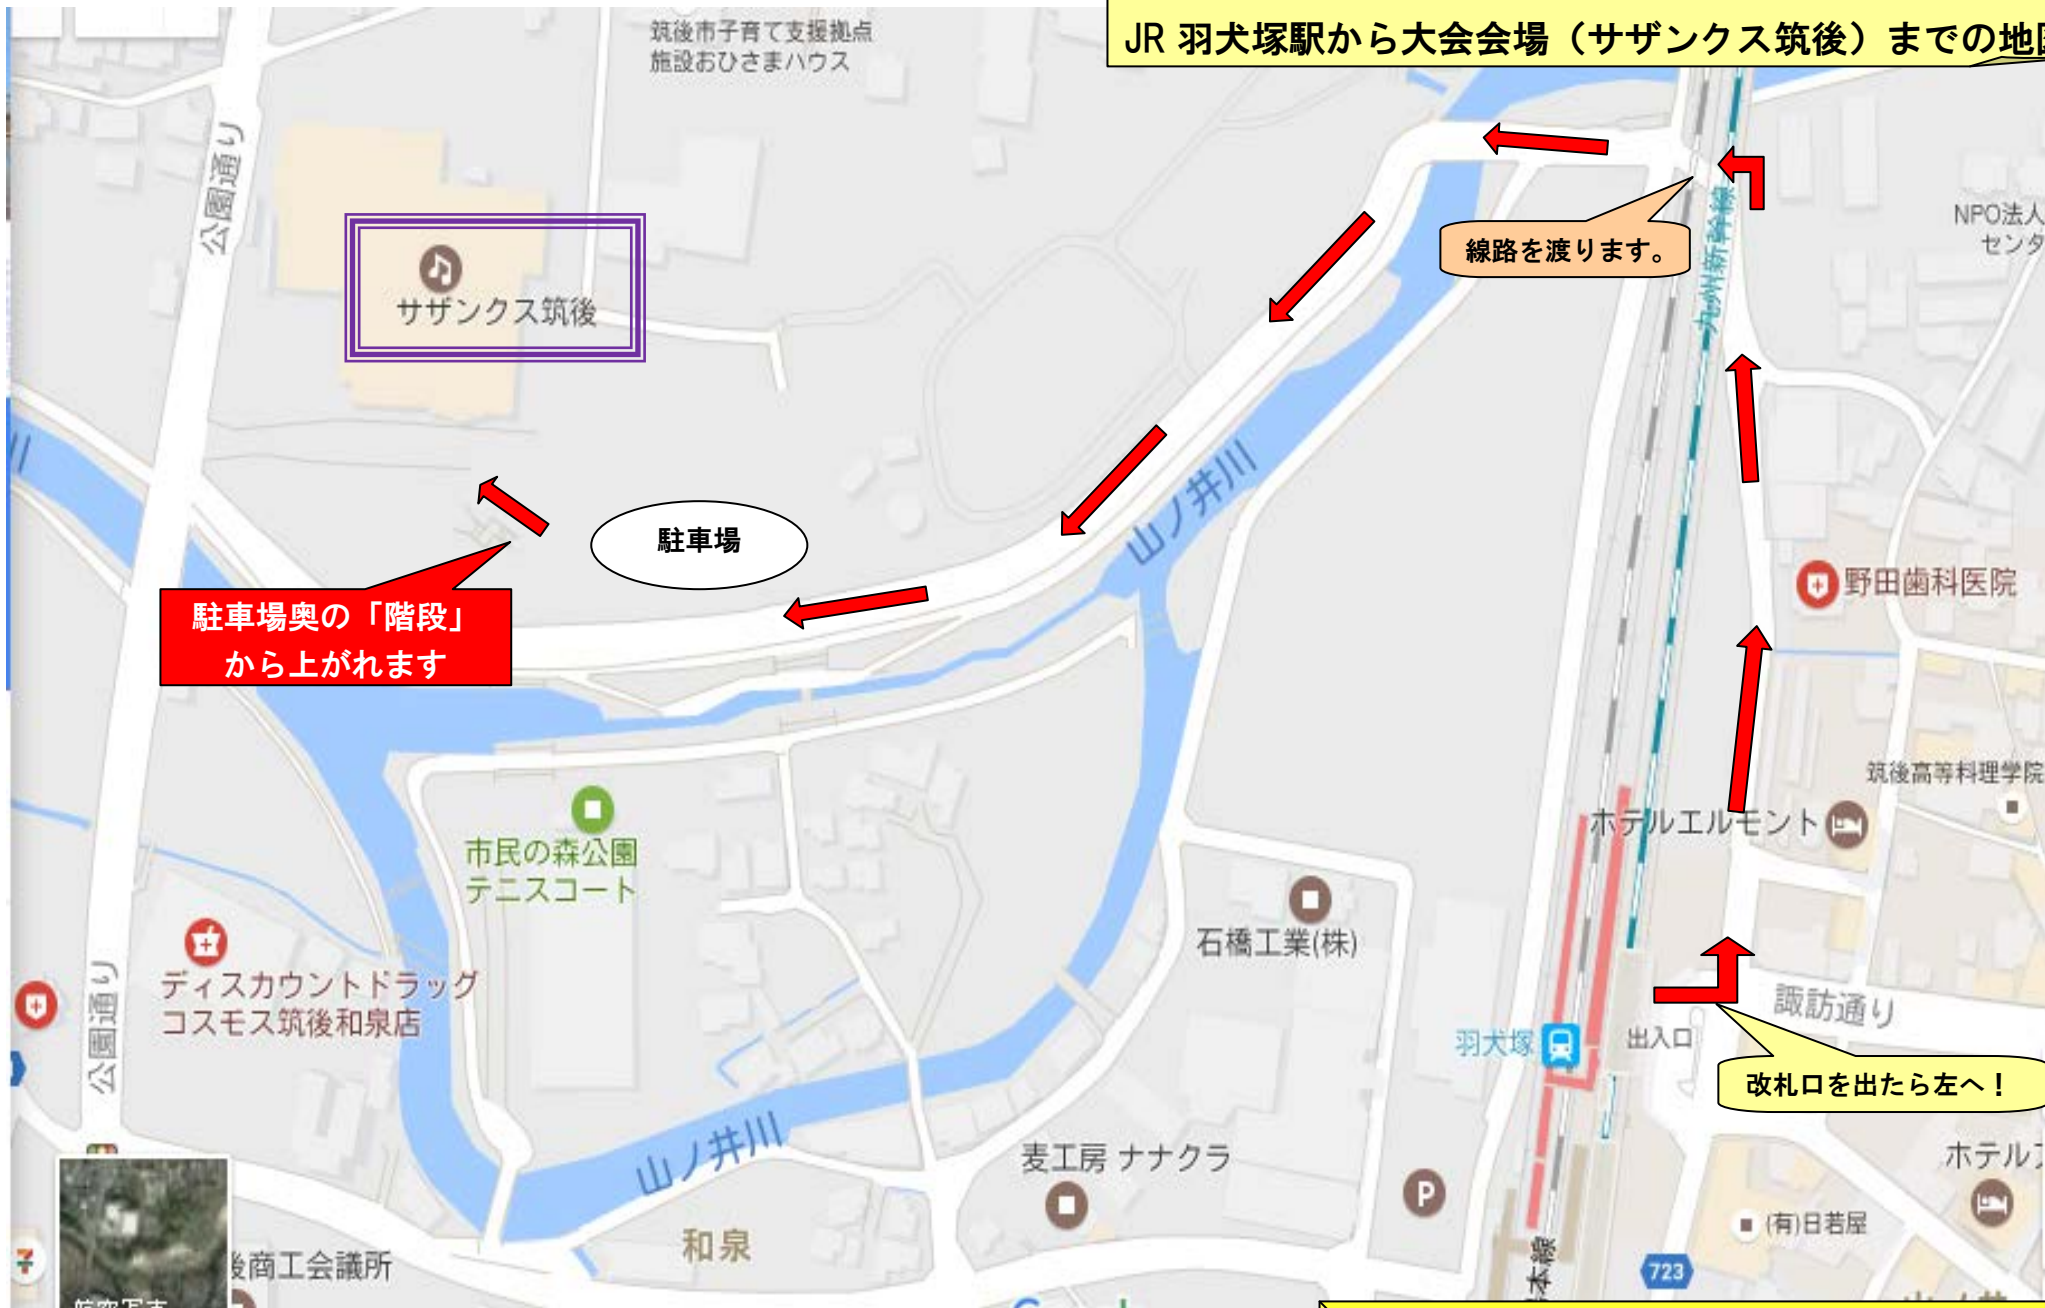 JR 羽犬塚駅から大会会場（サザンクス筑後）までの地
筑後市子育て支援拠点
施設おひさまハウス
公園通り
サザンクス筑後
線路を渡ります。
九州新幹線
NPO法人
センタ
山ノ井川
駐車場
駐車場奥の「階段」
から上がれます
野田歯科医院
筑後高等料理学院
ホテルエルモント
市民の森公園
テニスコート
石橋工業(株)
ディスカウントドラッグ
コスモス筑後和泉店
公園通り
諏訪通り
羽犬塚
出入口
改札口を出たら左へ！
山ノ井川
麦工房 ナナクラ
P
ホテル
(有)日若屋
和泉
後商工会議所
本線
723